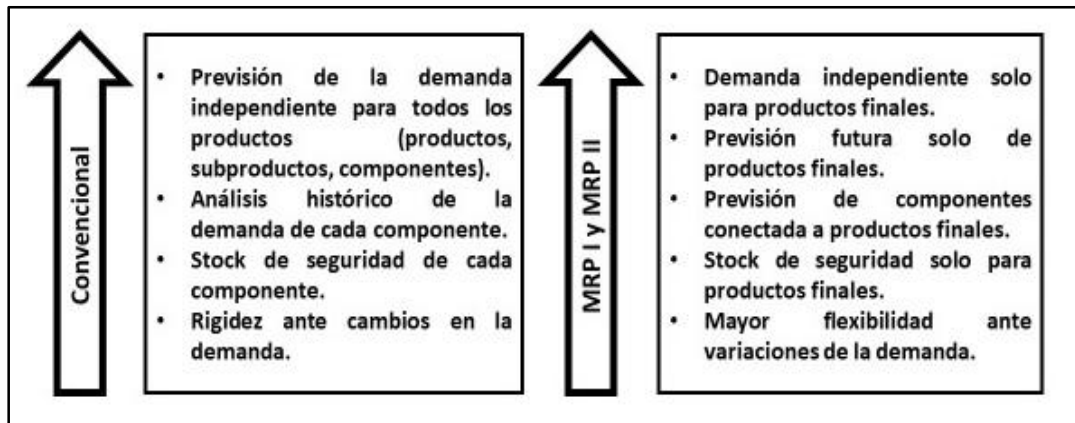 Convencional
• Previsión de la demanda
independiente para todos los
productos (productos,
subproductos, componentes).
• Análisis histórico de la
demanda de cada componente.
• Stock de seguridad de cada
componente.
• Rigidez ante cambios en la
demanda.
MRP I y MRP II
• Demanda independiente solo
para productos finales.
• Previsión futura solo de
productos finales.
• Previsión de componentes
conectada a productos finales.
• Stock de seguridad solo para
productos finales.
• Mayor flexibilidad ante
variaciones de la demanda.